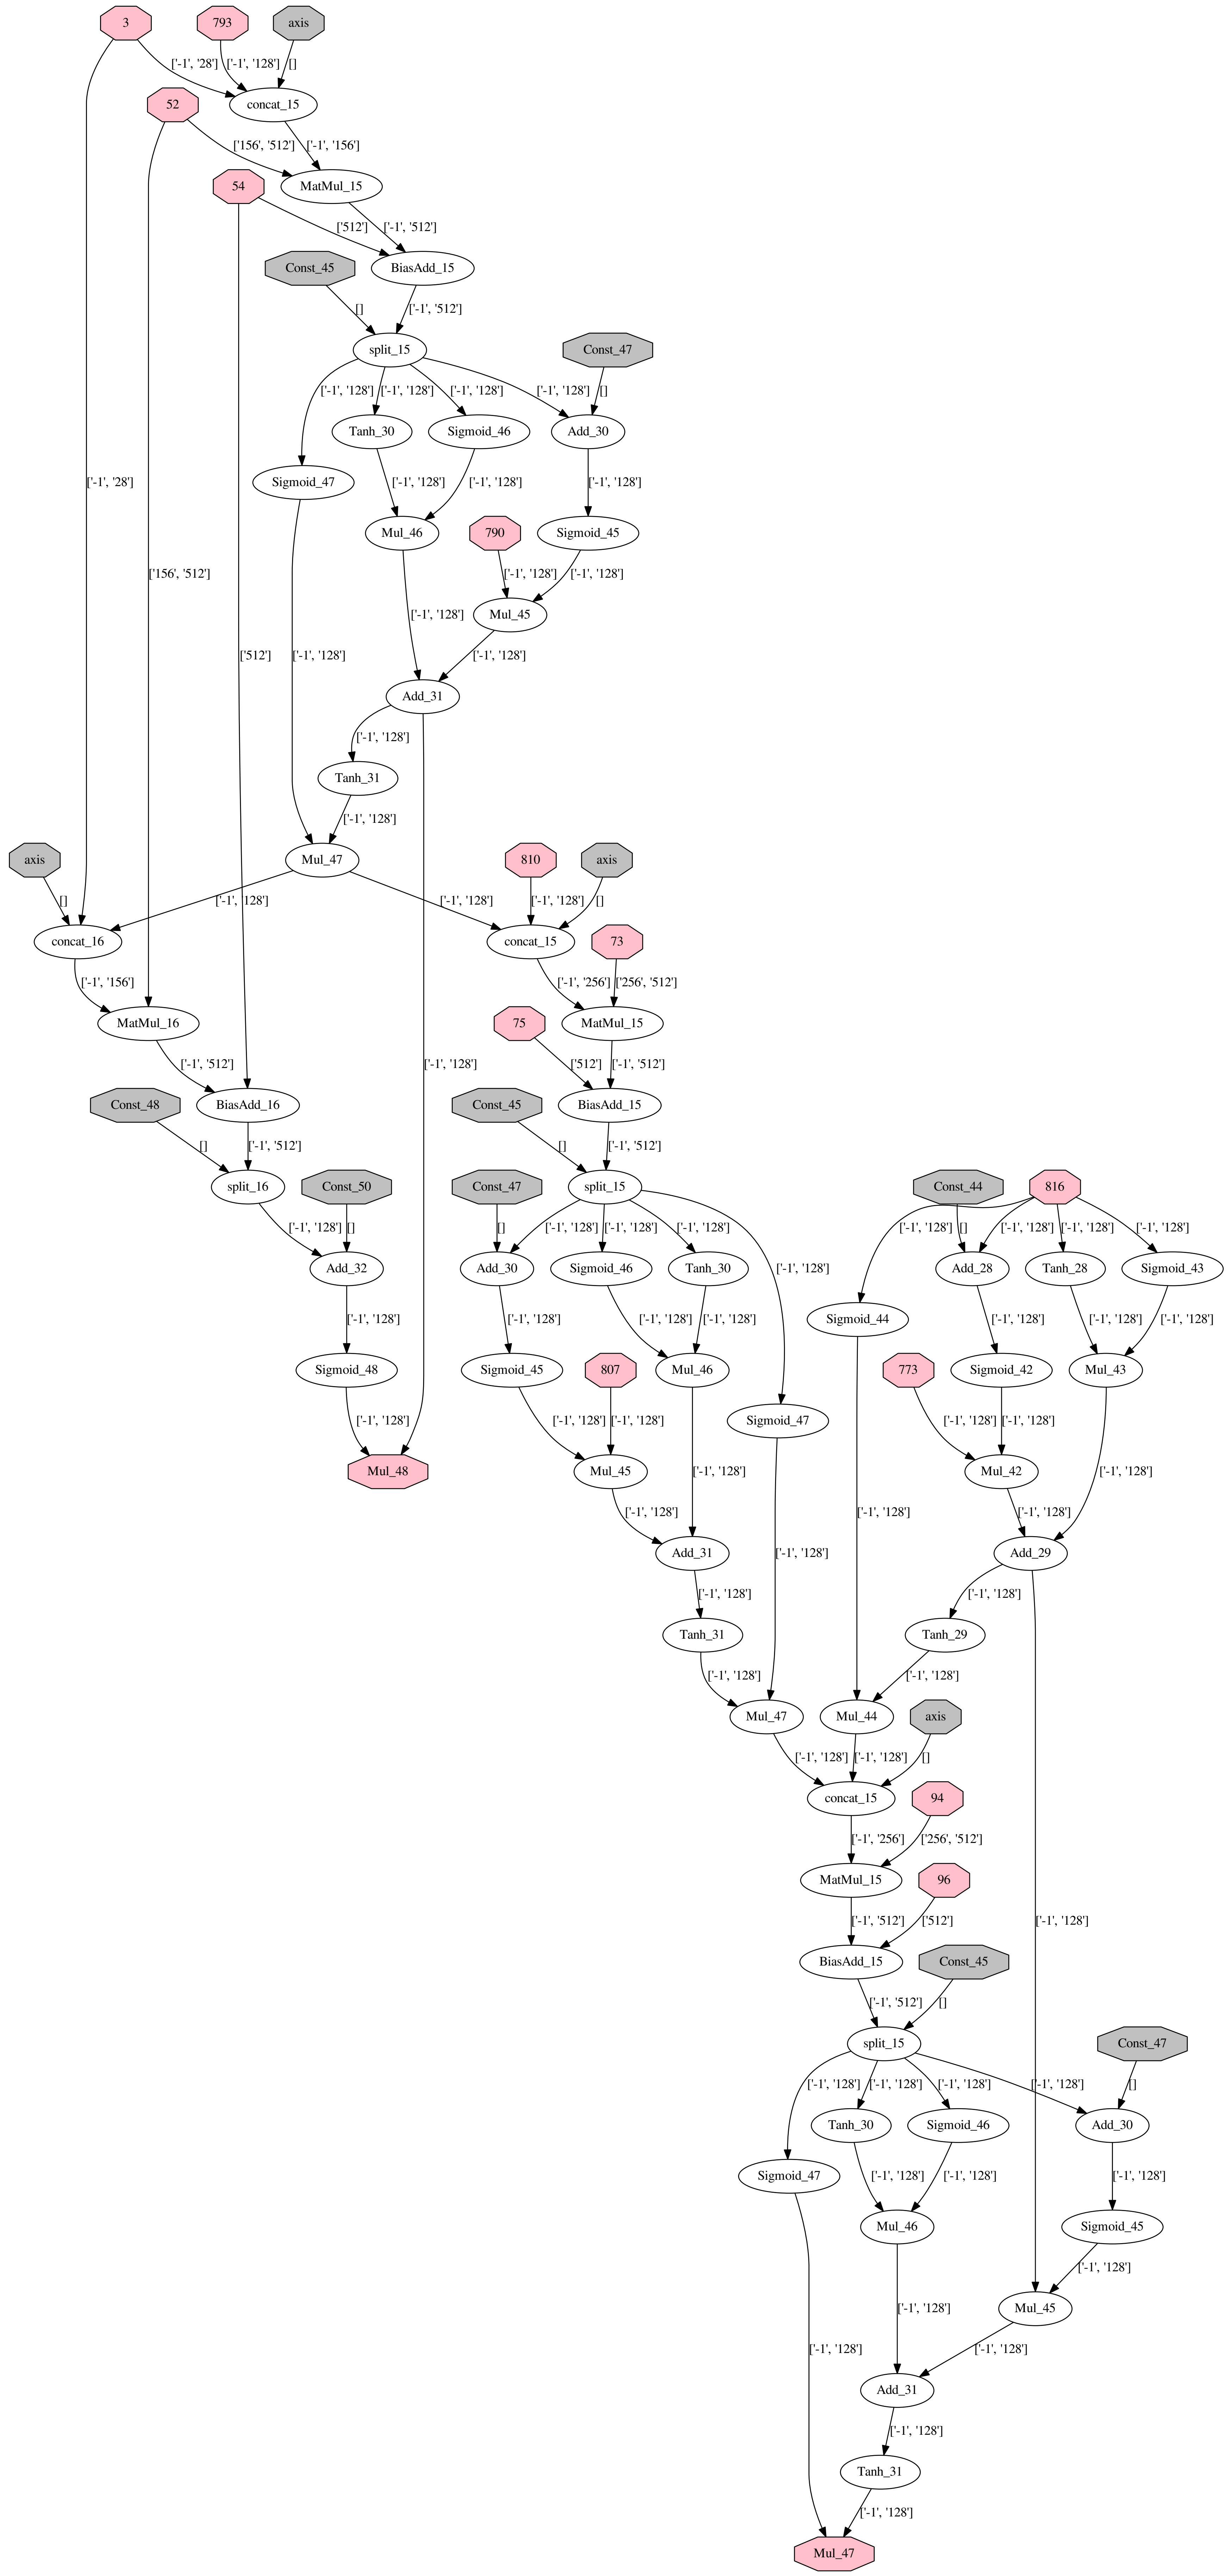 3 793 axis
['-1', '28'] ['-1', '128'] []
52 concat_15
['156', '512'] ['-1', '156']
54 MatMul_15
['512'] ['-1', '512']
Const_45 BiasAdd_15
[] ['-1', '512']
split_15 Const_47
['-1', '128'] ['-1', '128'] ['-1', '128'] ['-1', '128'] []
Tanh_30 Sigmoid_46 Add_30
['-1', '28'] Sigmoid_47 ['-1', '128'] ['-1', '128'] ['-1', '128']
Mul_46 790 Sigmoid_45
['156', '512'] ['-1', '128'] ['-1', '128']
['-1', '128'] Mul_45
['512'] ['-1', '128'] ['-1', '128']
Add_31
['-1', '128']
Tanh_31
['-1', '128']
axis Mul_47 810 axis
[] ['-1', '128'] ['-1', '128'] ['-1', '128'] []
concat_16 concat_15 73
['-1', '156'] ['-1', '256'] ['256', '512']
MatMul_16 75 MatMul_15
['-1', '512'] ['-1', '128'] ['512'] ['-1', '512']
Const_48 BiasAdd_16 Const_45 BiasAdd_15
[] ['-1', '512'] [] ['-1', '512']
split_16 Const_50 Const_47 split_15 Const_44 816
['-1', '128'] [] [] ['-1', '128'] ['-1', '128'] ['-1', '128'] ['-1', '128'] [] ['-1', '128'] ['-1', '128'] ['-1', '128']
Add_32 Add_30 Sigmoid_46 Tanh_30 ['-1', '128'] Add_28 Tanh_28 Sigmoid_43
['-1', '128'] ['-1', '128'] ['-1', '128'] Sigmoid_44 ['-1', '128'] ['-1', '128']
Sigmoid_48 Sigmoid_45 807 Mul_46 773 Sigmoid_42 Mul_43
['-1', '128'] ['-1', '128'] ['-1', '128'] Sigmoid_47 ['-1', '128'] ['-1', '128']
Mul_48 Mul_45 ['-1', '128'] Mul_42 ['-1', '128']
['-1', '128'] ['-1', '128'] ['-1', '128']
Add_31 ['-1', '128'] Add_29
['-1', '128'] ['-1', '128']
Tanh_31 Tanh_29
['-1', '128'] ['-1', '128']
Mul_47 Mul_44 axis
['-1', '128'] ['-1', '128'] []
concat_15 94
['-1', '256'] ['256', '512']
MatMul_15 96
['-1', '512'] ['512'] ['-1', '128']
BiasAdd_15 Const_45
['-1', '512'] []
split_15 Const_47
['-1', '128'] ['-1', '128'] ['-1', '128'] ['-1', '128'] []
Tanh_30 Sigmoid_46 Add_30
Sigmoid_47 ['-1', '128'] ['-1', '128'] ['-1', '128']
Mul_46 Sigmoid_45
['-1', '128']
['-1', '128'] Mul_45
['-1', '128'] ['-1', '128']
Add_31
['-1', '128']
Tanh_31
['-1', '128']
Mul_47